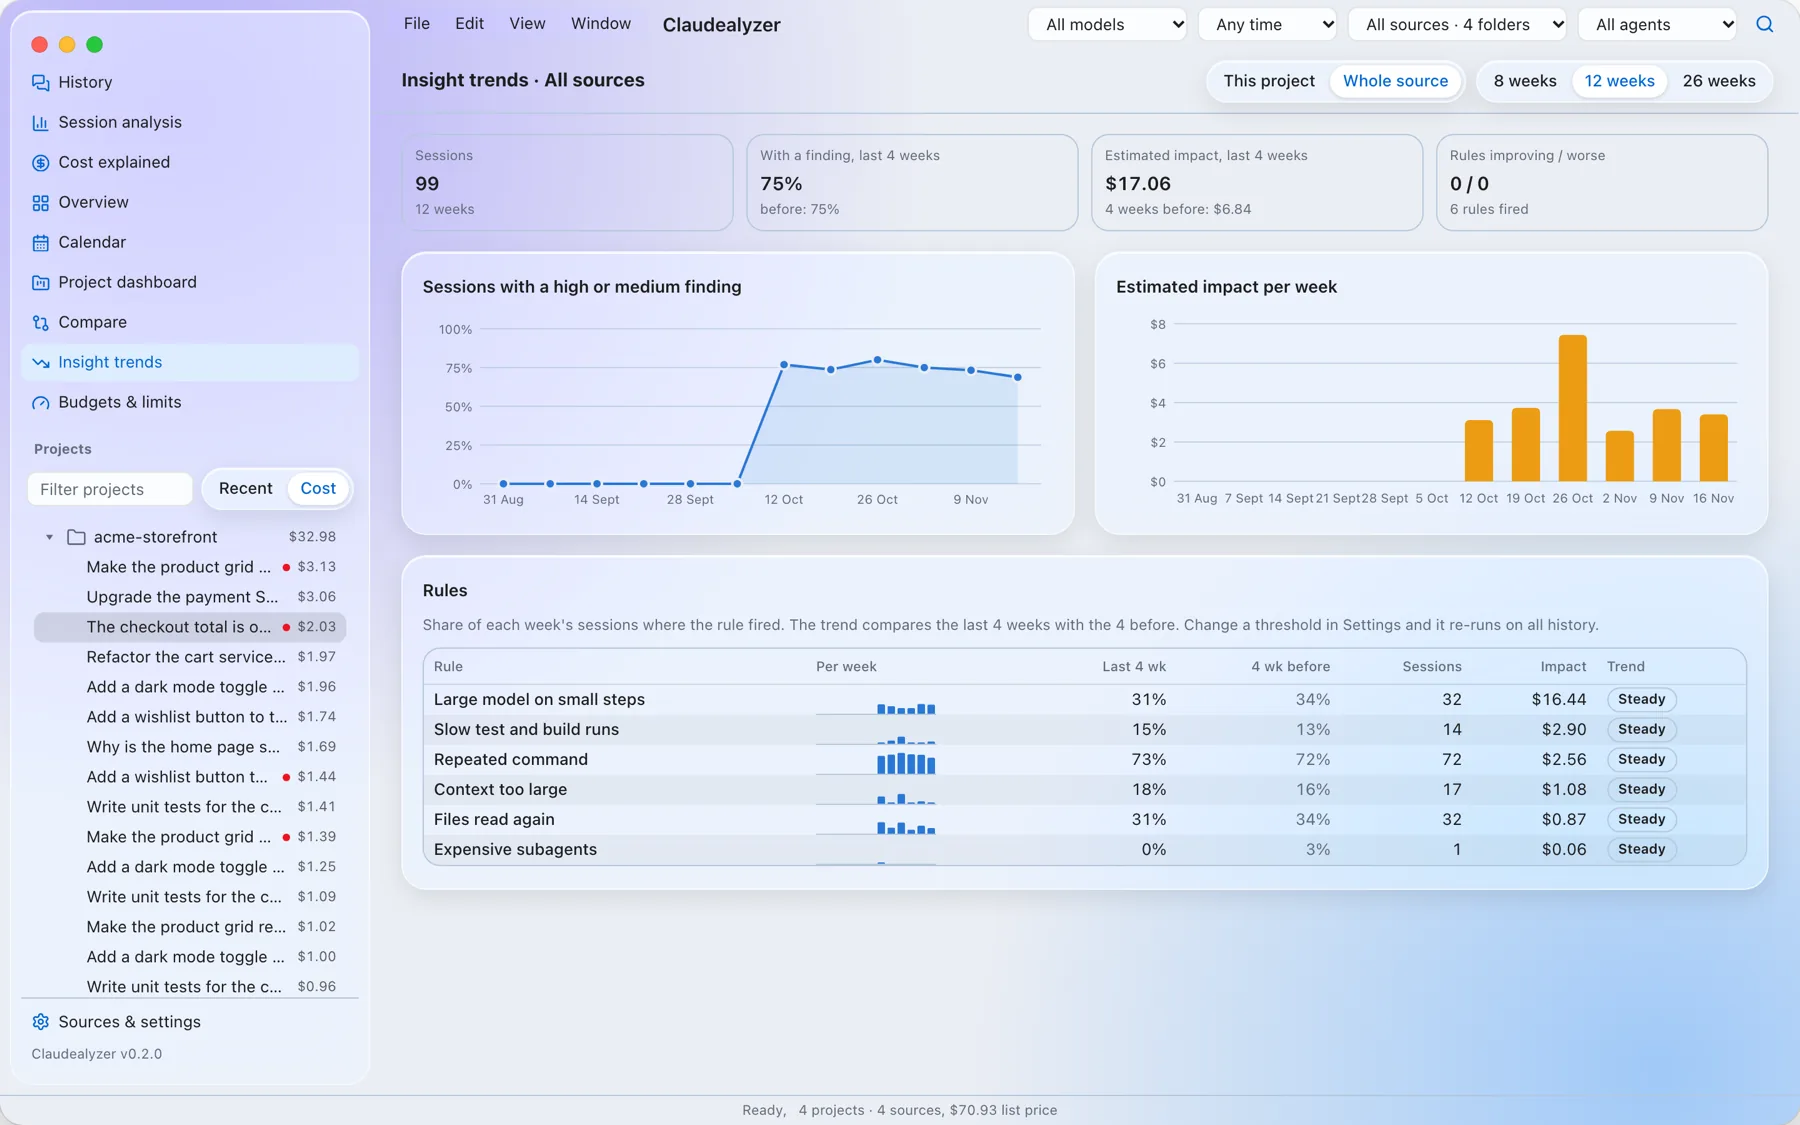 File Edit View Window Claudealyzer
All models Any time All sources · 4 folders All agents
History
Session analysis
Cost explained
Overview
Calendar
Project dashboard
Compare
Insight trends
Budgets & limits
Projects
Filter projects Recent Cost
acme-storefront $32.98
Make the product grid ... $3.13
Upgrade the payment S... $3.06
The checkout total is o... $2.03
Refactor the cart service... $1.97
Add a dark mode toggle ... $1.96
Add a wishlist button to t... $1.74
Why is the home page s... $1.69
Add a wishlist button t... $1.44
Write unit tests for the c... $1.41
Make the product grid ... $1.39
Add a dark mode toggle ... $1.25
Write unit tests for the c... $1.09
Make the product grid re... $1.02
Add a dark mode toggle ... $1.00
Write unit tests for the c... $0.96
Sources & settings
Claudealyzer v0.2.0
Insight trends · All sources
This project Whole source 8 weeks 12 weeks 26 weeks
Sessions
99
12 weeks
With a finding, last 4 weeks
75%
before: 75%
Estimated impact, last 4 weeks
$17.06
4 weeks before: $6.84
Rules improving / worse
0 / 0
6 rules fired
Sessions with a high or medium finding
100%
75%
50%
25%
0%
31 Aug 14 Sept 28 Sept 12 Oct 26 Oct 9 Nov
Estimated impact per week
$8
$6
$4
$2
$0
31 Aug 7 Sept 14 Sept 21 Sept 28 Sept 5 Oct 12 Oct 19 Oct 26 Oct 2 Nov 9 Nov 16 Nov
Rules
Share of each week's sessions where the rule fired. The trend compares the last 4 weeks with the 4 before. Change a threshold in Settings and it re-runs on all history.
Rule Per week Last 4 wk 4 wk before Sessions Impact Trend
Large model on small steps 31% 34% 32 $16.44 Steady
Slow test and build runs 15% 13% 14 $2.90 Steady
Repeated command 73% 72% 72 $2.56 Steady
Context too large 18% 16% 17 $1.08 Steady
Files read again 31% 34% 32 $0.87 Steady
Expensive subagents 0% 3% 1 $0.06 Steady
Ready, 4 projects · 4 sources, $70.93 list price